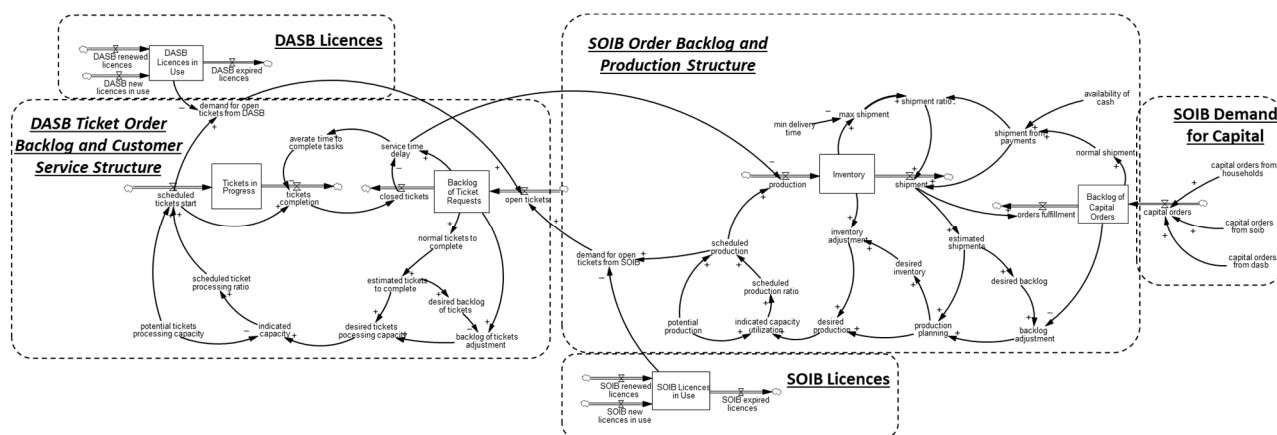 DASB Licences
DASB renewed
licences
DASB
Licences in
Use
DASB expired
licences
DASB new
licences in use
demand for open
tickets from DASB
DASB Ticket Order
Backlog and Customer
Service Structure
averate time to
complete tasks
service time
delay
Tickets in
Progress
scheduled
tickets start
tickets
completion
closed tickets
Backlog
of Ticket
Requests
open tickets
normal tickets to
complete
estimated tickets
to complete
desired backlog
of tickets
scheduled ticket
processing ratio
potential tickets
processing capacity
indicated
capacity
desired tickets
pocessing capacity
backlog of tickets
adjustment
SOIB Order Backlog and
Production Structure
min delivery
time
max shipment
shipment ratio
availability of
cash
shipment from
payments
normal shipment
production
Inventory
shipment
orders fulfillment
Backlog of
Capital
Orders
demand for open
tickets from SOIB
scheduled
production
inventory
adjustment
estimated
shipments
desired
inventory
desired backlog
scheduled
production ratio
potential
production
indicated capacity
utilization
desired
production
production
planning
backlog
adjustment
SOIB Demand
for Capital
capital orders from
households
capital orders
capital orders
from soib
capital orders
from dasb
SOIB Licences
SOIB renewed
licences
SOIB Licences
in Use
SOIB expired
licences
SOIB new
licences in use